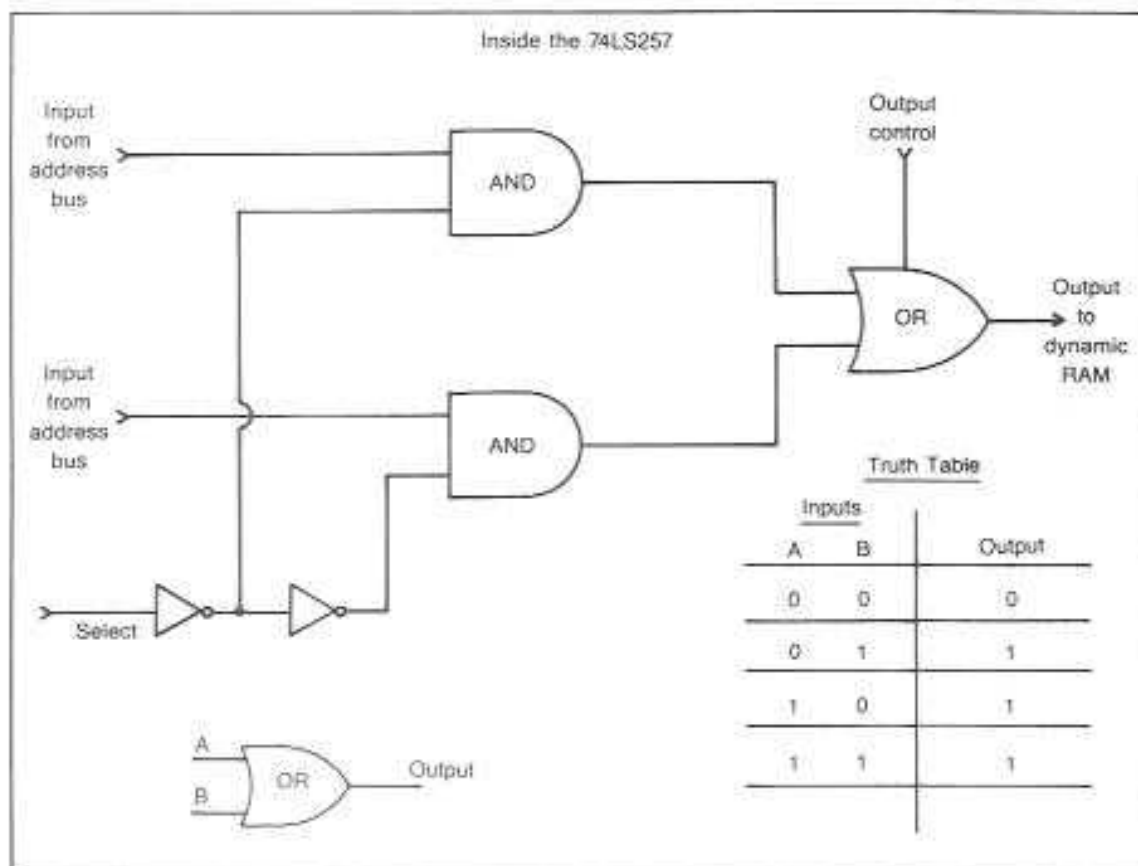 Inside the 74LS257
Input
from
address
bus
AND
Output
control
OR
Output
to
dynamic
RAM
Input
from
address
bus
AND
Select
Truth Table
Inputs
A B Output
0 0 0
0 1 1
1 0 1
1 1 1
A
B
OR
Output